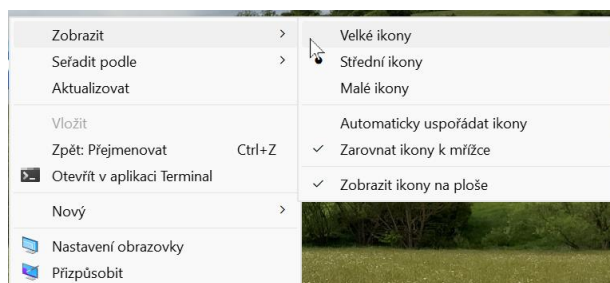 Zobrazit
Seřadit podle
Aktualizovat
Vložit
Zpět: Přejmenovat Ctrl+Z
Otevřít v aplikaci Terminal
Nový
Nastavení obrazovky
Přizpůsobit
Velké ikony
Střední ikony
Malé ikony
Automaticky uspořádat ikony
Zarovnat ikony k mřížce
Zobrazit ikony na ploše